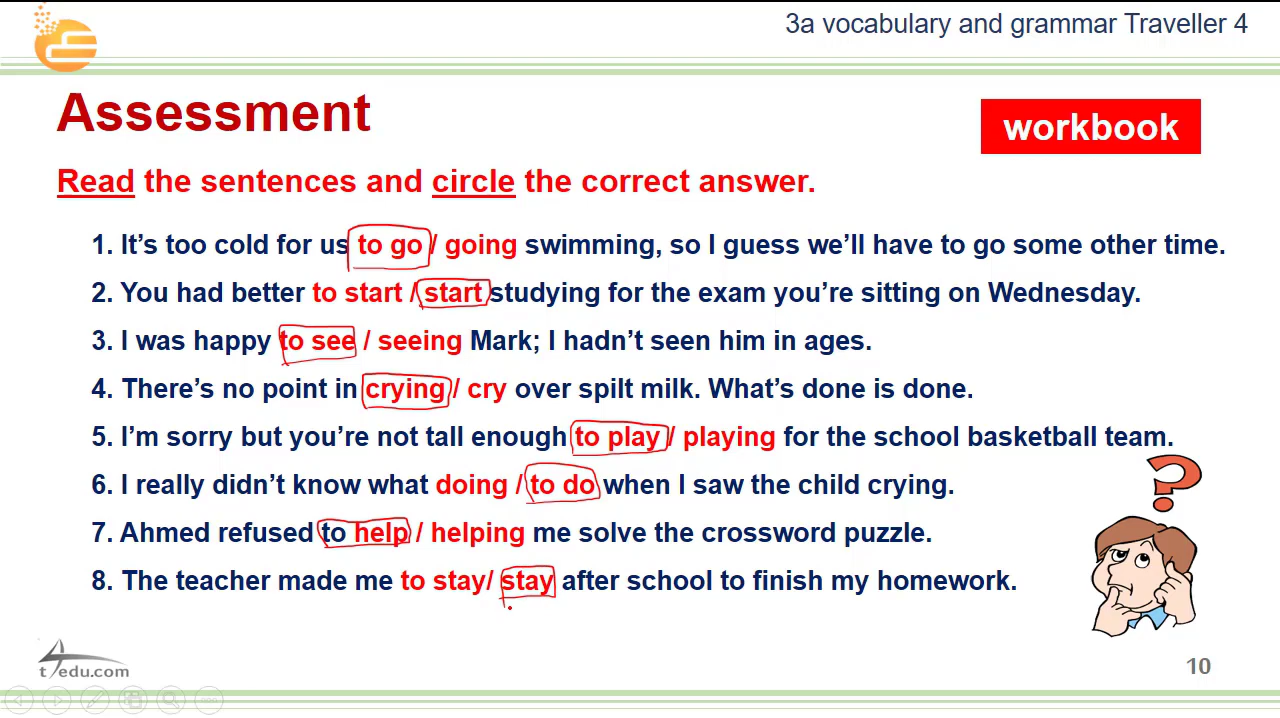 3a vocabulary and grammar Traveller 4
Assessment
workbook
Read the sentences and circle the correct answer.
1. It's too cold for us to go / going swimming, so I guess we'll have to go some other time.
2. You had better to start / start studying for the exam you're sitting on Wednesday.
3. I was happy to see / seeing Mark; I hadn't seen him in ages.
4. There's no point in crying / cry over spilt milk. What's done is done.
5. I'm sorry but you're not tall enough to play / playing for the school basketball team.
6. I really didn't know what doing / to do when I saw the child crying.
7. Ahmed refused to help / helping me solve the crossword puzzle.
8. The teacher made me to stay/ stay after school to finish my homework.
t4edu.com
10